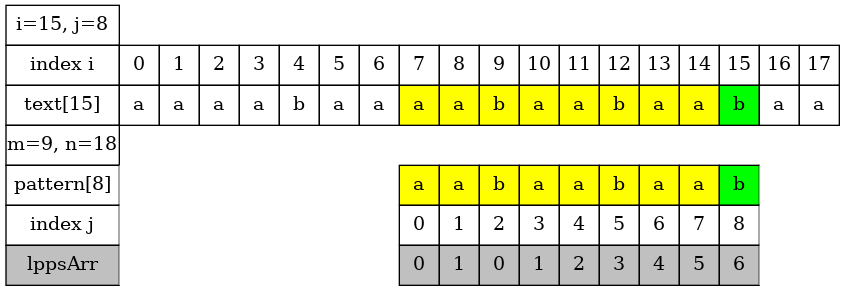 i=15, j=8
index i 0 1 2 3 4 5 6 7 8 9 10 11 12 13 14 15 16 17
text[15] a a a a b a a a a b a a b a a b a a
m=9, n=18
pattern[8] a a b a a b a a b
index j 0 1 2 3 4 5 6 7 8
lppsArr 0 1 0 1 2 3 4 5 6